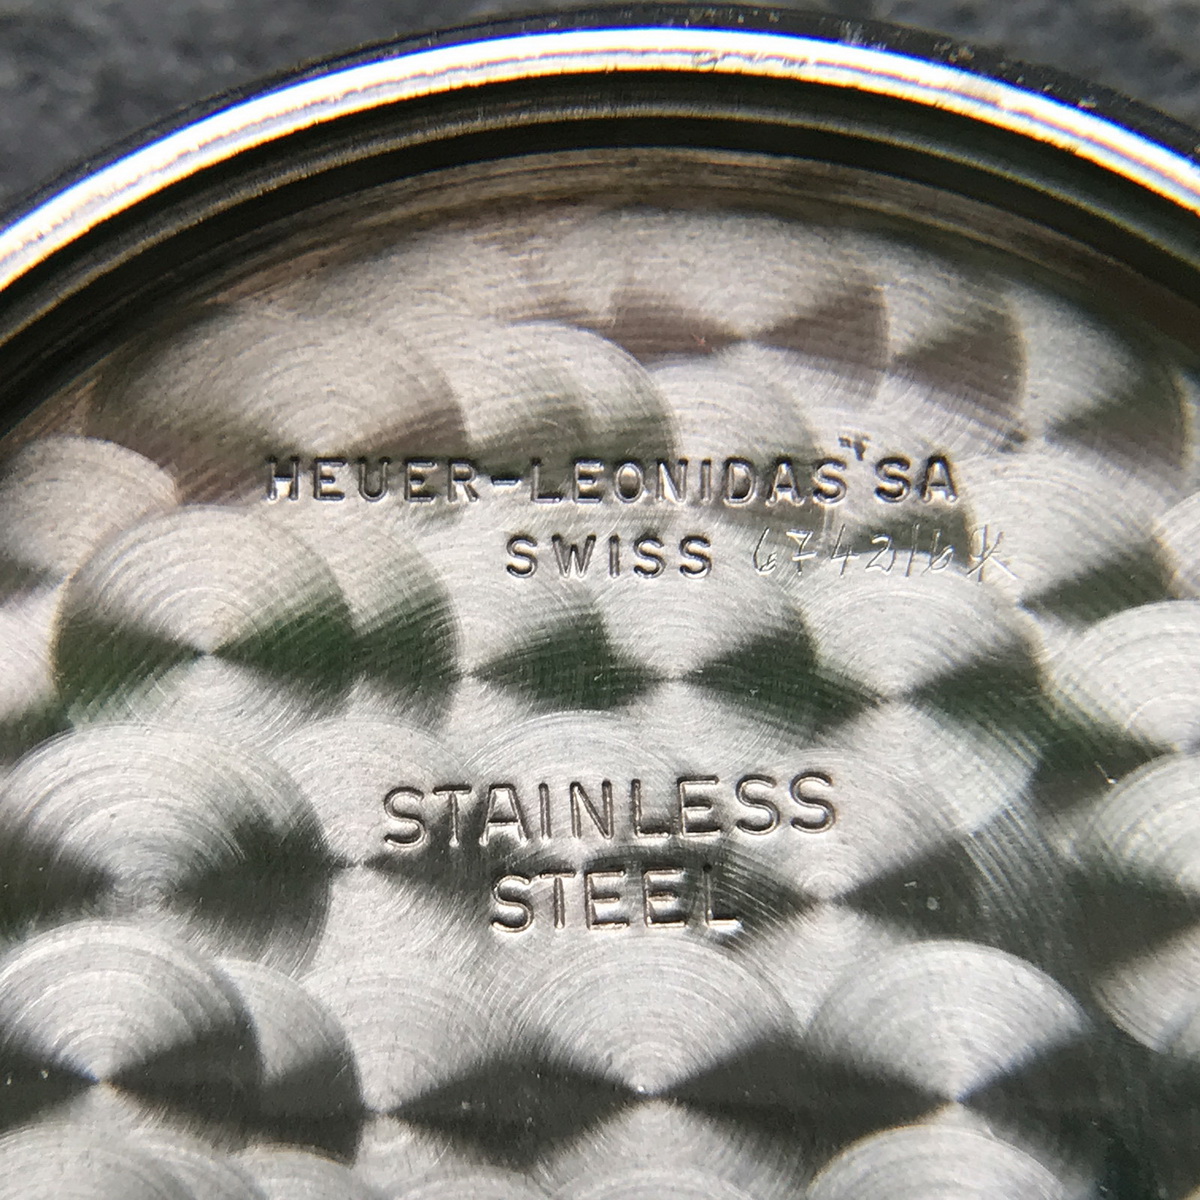 HEUER-LEONIDAS SA
SWISS 674216K
STAINLESS
STEEL